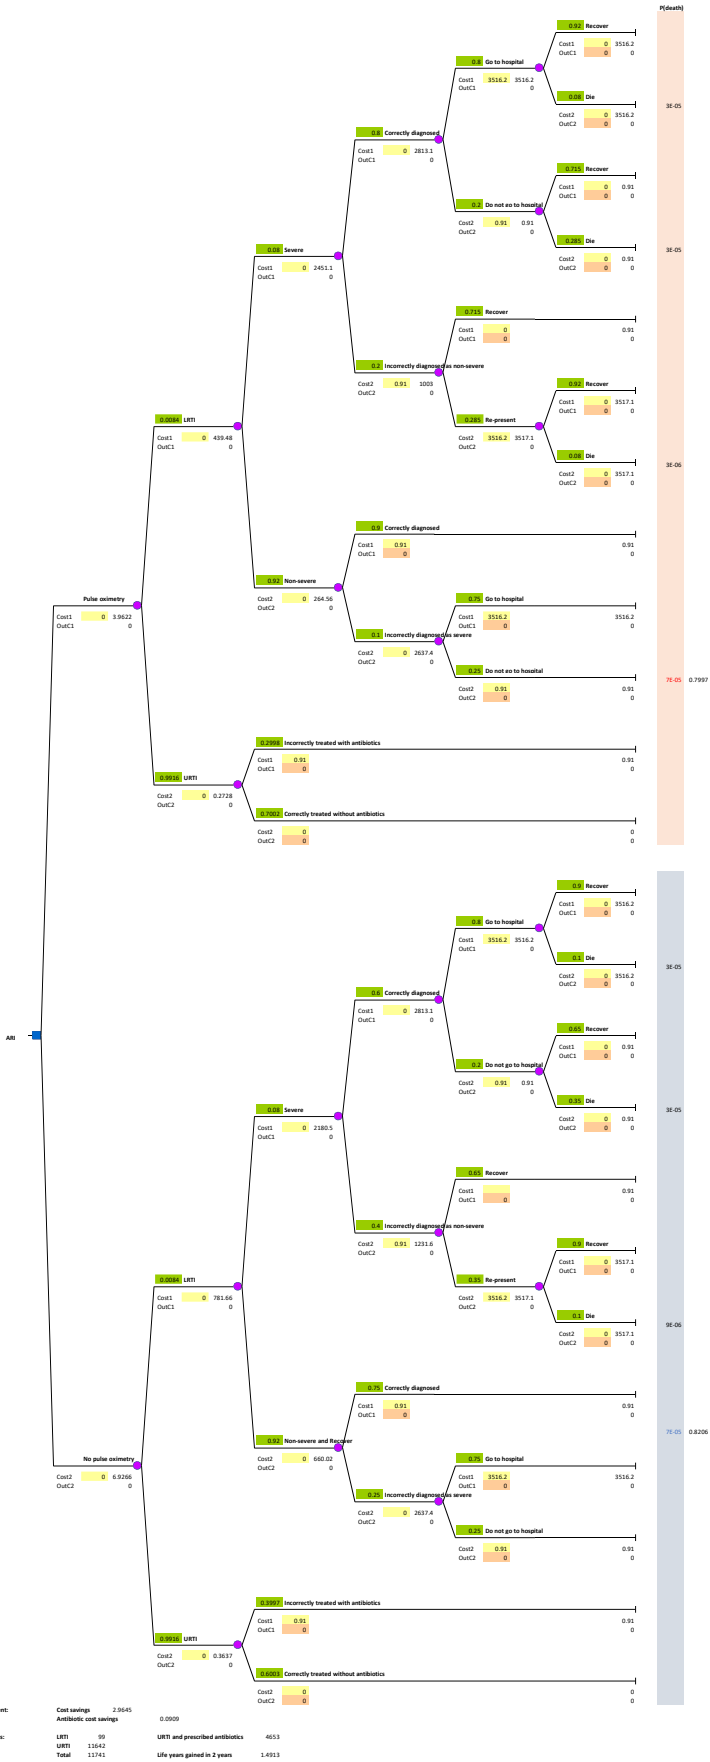 P(death)
0.92 Recover
Cost1 0 3516.2
OutC1 0 0
0.8 Go to hospital
Cost1 3516.2 3516.2
OutC1 0
0.08 Die
Cost2 0 3516.2
OutC2 0 0
3E-05
0.8 Correctly diagnosed
Cost1 0 2813.1
OutC1 0
0.715 Recover
Cost1 0 0.91
OutC1 0 0
0.2 Do not go to hospital
Cost2 0.91 0.91
OutC2 0
0.285 Die
Cost2 0 0.91
OutC2 0 0
3E-05
0.08 Severe
Cost1 0 2451.1
OutC1 0
0.715 Recover
Cost1 0 0.91
OutC1 0 0
0.2 Incorrectly diagnosed as non-severe
Cost2 0.91 1003
OutC2 0
0.92 Recover
Cost1 0 3517.1
OutC1 0 0
0.285 Re-present
Cost2 3516.2 3517.1
OutC2 0
0.08 Die
Cost2 0 3517.1
OutC2 0 0
3E-06
0.0084 LRTI
Cost1 0 439.48
OutC1 0
0.9 Correctly diagnosed
Cost1 0.91 0.91
OutC1 0 0
0.92 Non-severe
Cost2 0 264.56
OutC2 0
0.75 Go to hospital
Cost1 3516.2 3516.2
OutC1 0 0
0.1 Incorrectly diagnosed as severe
Cost2 0 2637.4
OutC2 0
0.25 Do not go to hospital
Cost2 0.91 0.91
OutC2 0 0
7E-05 0.7997
Pulse oximetry
Cost1 0 3.9622
OutC1 0
0.2998 Incorrectly treated with antibiotics
Cost1 0.91 0.91
OutC1 0 0
0.9916 URTI
Cost2 0 0.2728
OutC2 0
0.7002 Correctly treated without antibiotics
Cost2 0 0
OutC2 0 0
ARI
0.9 Recover
Cost1 0 3516.2
OutC1 0 0
0.8 Go to hospital
Cost1 3516.2 3516.2
OutC1 0
0.1 Die
Cost2 0 3516.2
OutC2 0 0
3E-05
0.6 Correctly diagnosed
Cost1 0 2813.1
OutC1 0
0.65 Recover
Cost1 0 0.91
OutC1 0 0
0.2 Do not go to hospital
Cost2 0.91 0.91
OutC2 0
0.35 Die
Cost2 0 0.91
OutC2 0 0
3E-05
0.08 Severe
Cost1 0 2180.5
OutC1 0
0.65 Recover
Cost1 0.91
OutC1 0 0
0.4 Incorrectly diagnosed as non-severe
Cost2 0.91 1231.6
OutC2 0
0.9 Recover
Cost1 0 3517.1
OutC1 0 0
0.35 Re-present
Cost2 3516.2 3517.1
OutC2 0
0.1 Die
Cost2 0 3517.1
OutC2 0 0
9E-06
0.0084 LRTI
Cost1 0 781.66
OutC1 0
0.75 Correctly diagnosed
Cost1 0.91 0.91
OutC1 0 0
0.92 Non-severe and Recover
Cost2 0 660.02
OutC2 0
7E-05 0.8206
0.75 Go to hospital
Cost1 3516.2 3516.2
OutC1 0 0
0.25 Incorrectly diagnosed as severe
Cost2 0 2637.4
OutC2 0
0.25 Do not go to hospital
Cost2 0.91 0.91
OutC2 0 0
No pulse oximetry
Cost2 0 6.9266
OutC2 0
0.3997 Incorrectly treated with antibiotics
Cost1 0.91 0.91
OutC1 0 0
0.9916 URTI
Cost2 0 0.3637
OutC2 0
0.6003 Correctly treated without antibiotics
Cost2 0 0
OutC2 0 0
Cost savings 2.9645
Antibiotic cost savings 0.0909
LRTI 99 URTI and prescribed antibiotics 4653
URTI 11642
Total 11741 Life years gained in 2 years 1.4913